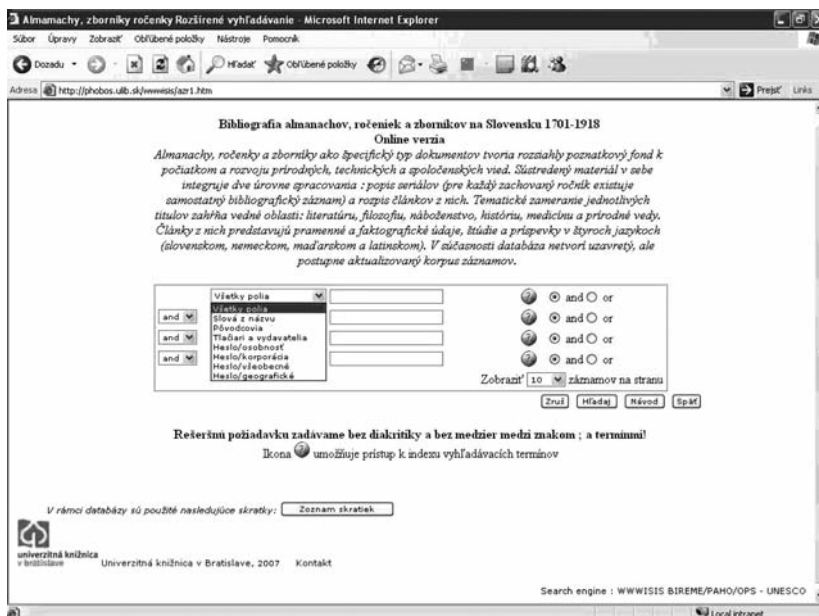 Almamachy, zborníky ročenky Rozšírené vyhľadávanie - Microsoft Internet Explorer
Súbor Úpravy Zobraziť Obľúbené položky Nástroje Pomocník
Dozadu Hľadať Obľúbené položky
Adresa http://phobos.ulib.sk/wwwisis/azr1.htm Prejsť Links
Bibliografia almanachov, ročeniek a zborníkov na Slovensku 1701-1918
Online verzia
Almanachy, ročenky a zborníky ako špecifický typ dokumentov tvoria rozsiahly poznatkový fond k
počiatkom a rozvoju prírodných, technických a spoločenských vied. Sústredený materiál v sebe
integruje dve úrovne spracovania : popis seriálov (pre každý zachovaný ročník existuje
samostatný bibliografický záznam) a rozpis článkov z nich. Tematické zameranie jednotlivých
titulov zahŕňa vedné oblasti: literatúru, filozofiu, náboženstvo, históriu, medicínu a prírodné vedy.
Články z nich predstavujú pramenné a faktografické údaje, štúdie a príspevky v štyroch jazykoch
(slovenskom, nemeckom, maďarskom a latinskom). V súčasnosti databáza netvorí uzavretý, ale
postupne aktualizovaný korpus záznamov.
Všetky polia ? and or
Všetky polia
and Slová z názvu ? and or
Pôvodcovia
and Tlačiari a vydavatelia ? and or
Heslo/osobnosť
and Heslo/korporácia ? and or
Heslo/všeobecné
Heslo/geografické Zobraziť 10 záznamov na stranu
Zruš Hľadaj Návod Späť
Rešeršnú požiadavku zadávame bez diakritiky a bez medzier medzi znakom ; a termínmi!
Ikona ? umožňuje prístup k indexu vyhľadávacích termínov
V rámci databázy sú použité nasledujúce skratky: Zoznam skratiek
univerzitná knižnica
v bratislave Univerzitná knižnica v Bratislave, 2007 Kontakt
Search engine : WWWISIS BIREME/PAHO/OPS - UNESCO
Local intranet